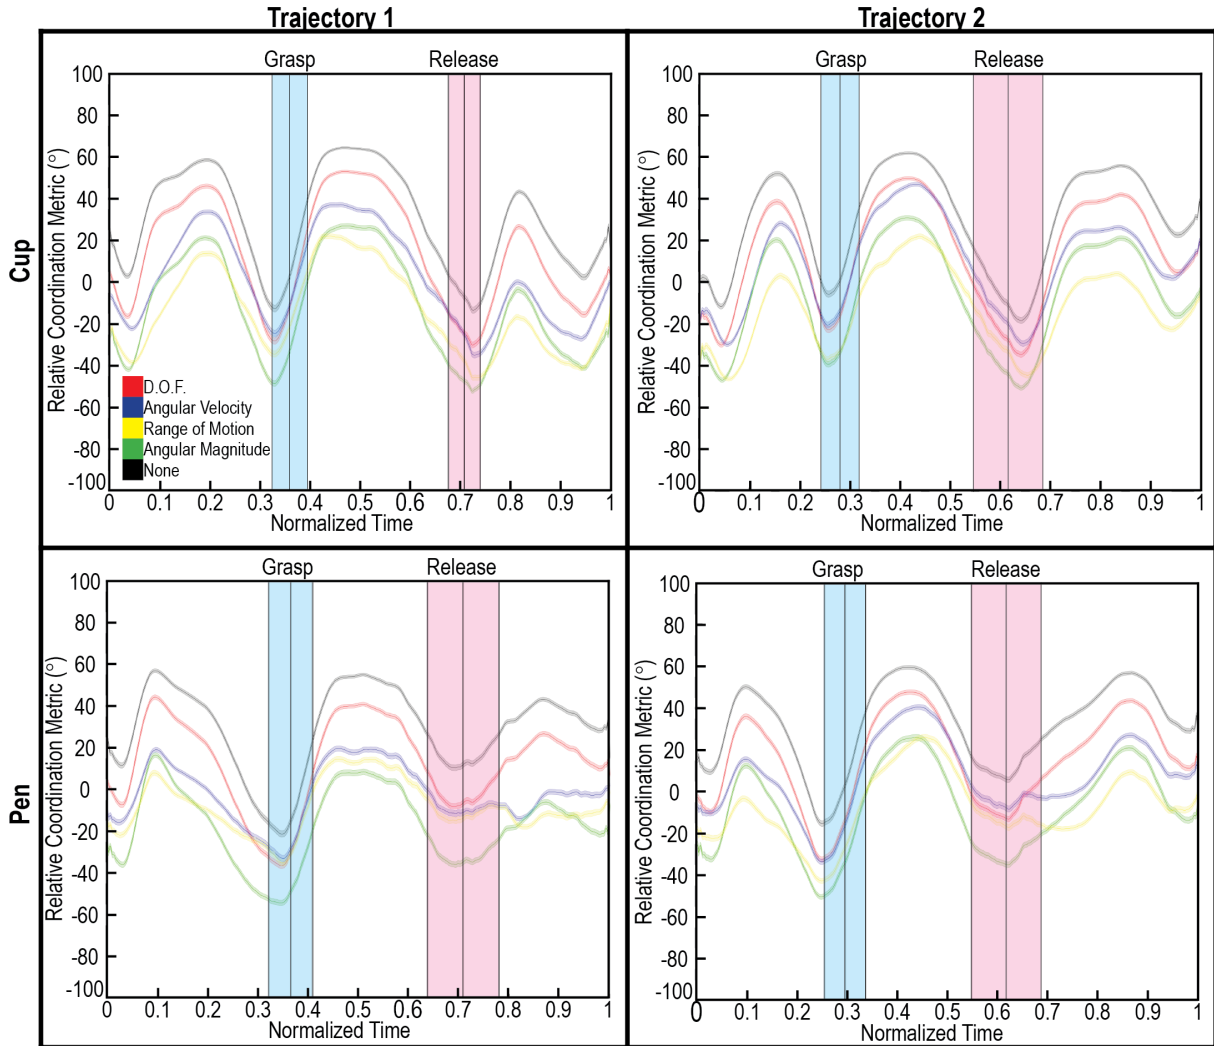 Trajectory 1
Trajectory 2
Cup
Grasp
Release
100
80
60
40
20
0
-20
-40
-60
-80
-100
Relative Coordination Metric (°)
D.O.F.
Angular Velocity
Range of Motion
Angular Magnitude
None
0 0.1 0.2 0.3 0.4 0.5 0.6 0.7 0.8 0.9 1
Normalized Time
Grasp
Release
100
80
60
40
20
0
-20
-40
-60
-80
-100
Relative Coordination Metric (°)
0 0.1 0.2 0.3 0.4 0.5 0.6 0.7 0.8 0.9 1
Normalized Time
Pen
Grasp
Release
100
80
60
40
20
0
-20
-40
-60
-80
-100
Relative Coordination Metric (°)
0 0.1 0.2 0.3 0.4 0.5 0.6 0.7 0.8 0.9 1
Normalized Time
Grasp
Release
100
80
60
40
20
0
-20
-40
-60
-80
-100
Relative Coordination Metric (°)
0 0.1 0.2 0.3 0.4 0.5 0.6 0.7 0.8 0.9 1
Normalized Time